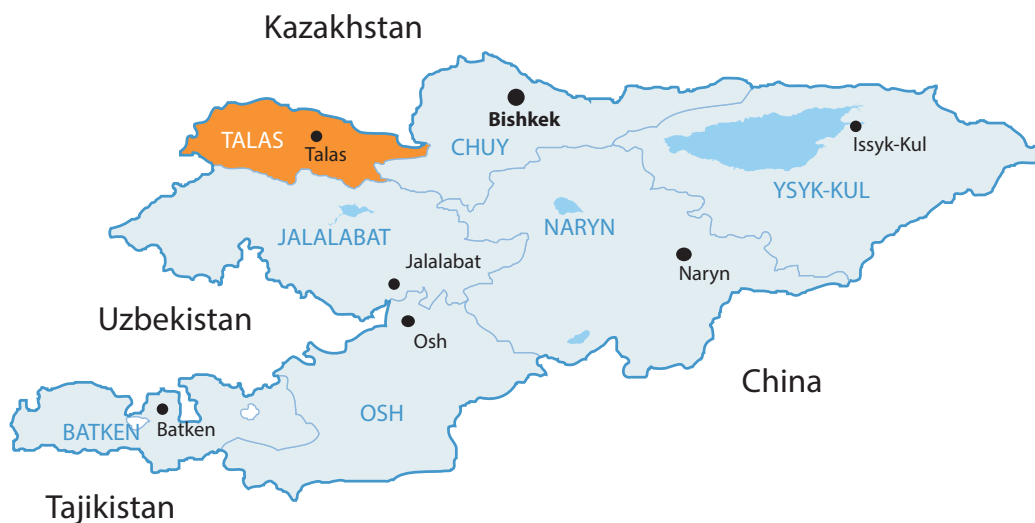 Kazakhstan
Bishkek
TALAS
Talas
CHUY
Issyk-Kul
YSYK-KUL
JALALABAT
NARYN
Jalalabat
Naryn
Uzbekistan
Osh
China
OSH
BATKEN
Batken
Tajikistan